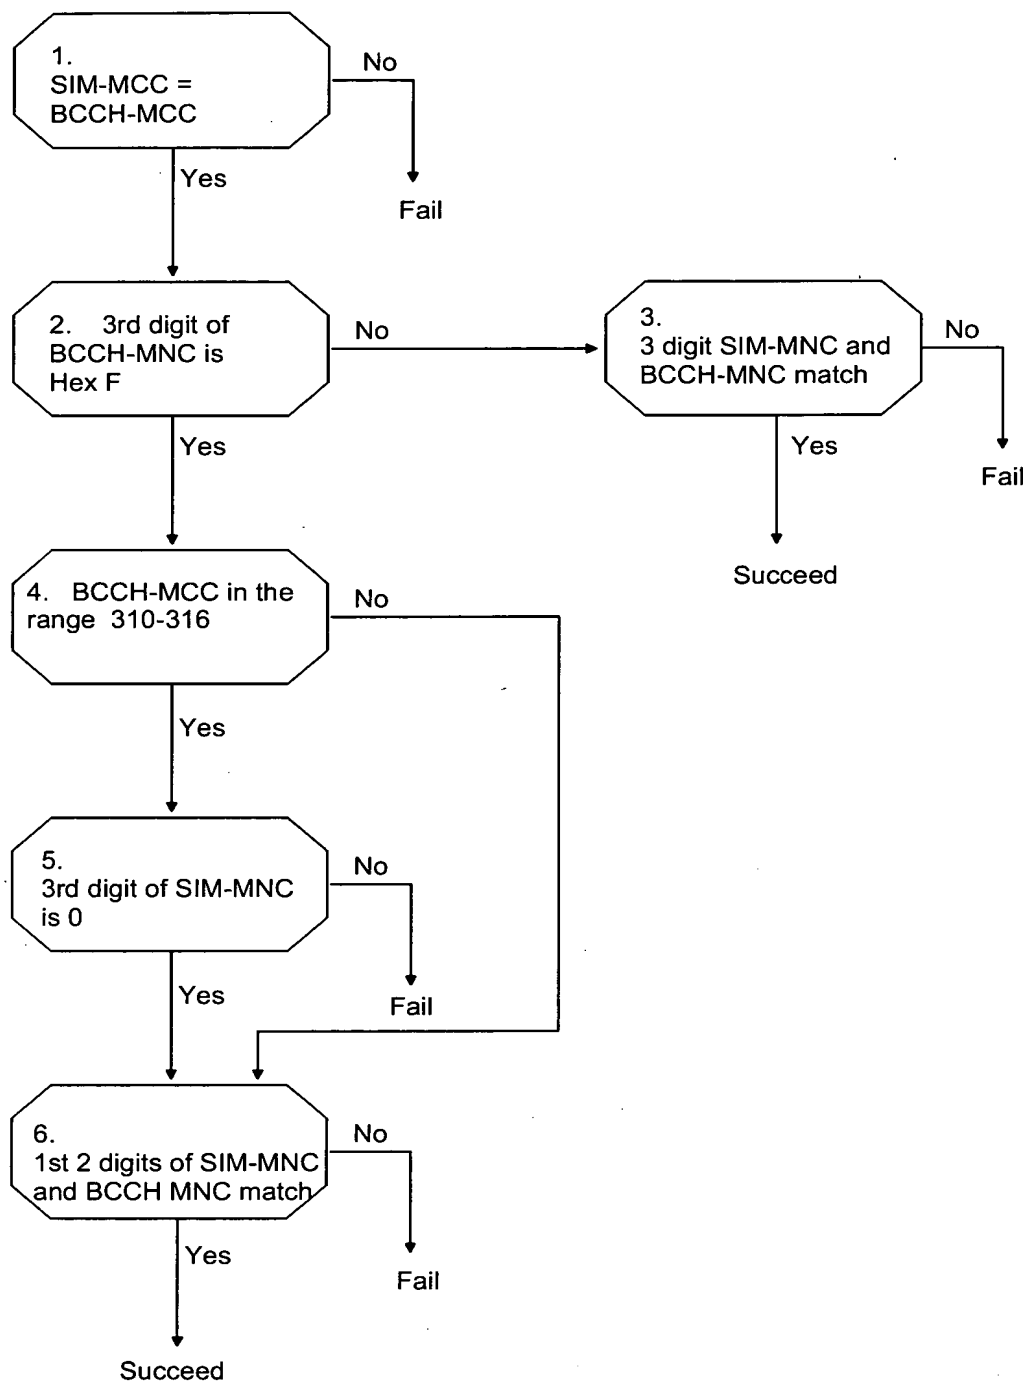 1.
SIM-MCC =
BCCH-MCC
No
Fail
Yes
2. 3rd digit of
BCCH-MNC is
Hex F
No
3.
3 digit SIM-MNC and
BCCH-MNC match
No
Fail
Yes
Succeed
Yes
4. BCCH-MCC in the
range 310-316
No
Yes
5.
3rd digit of SIM-MNC
is 0
No
Fail
Yes
6.
1st 2 digits of SIM-MNC
and BCCH MNC match
No
Fail
Yes
Succeed